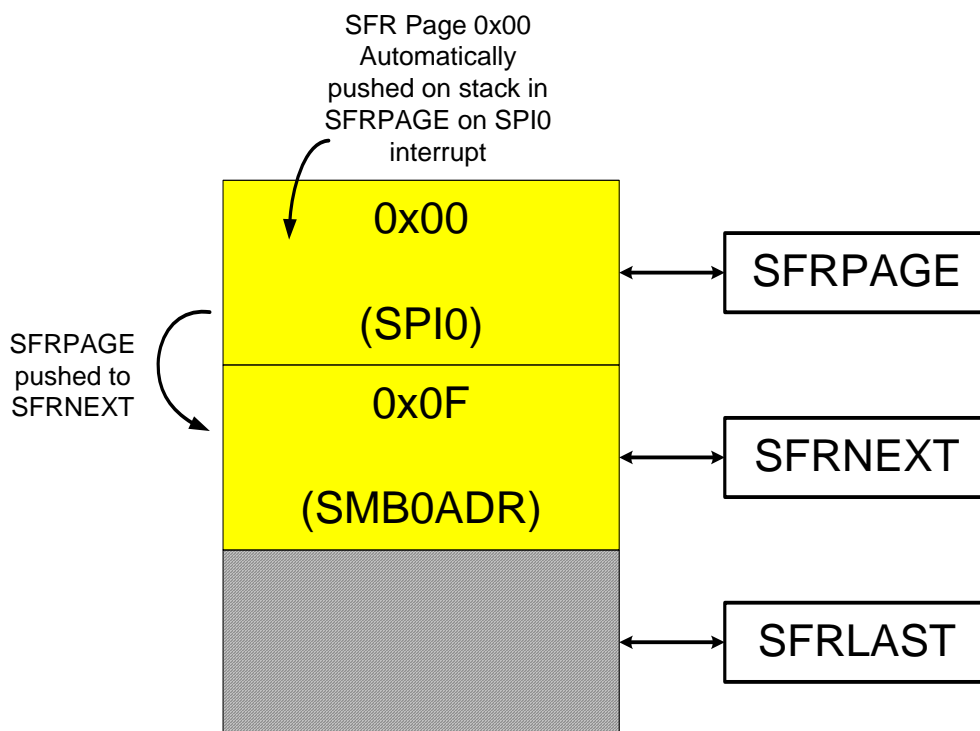 SFR Page 0x00
Automatically
pushed on stack in
SFRPAGE on SPI0
interrupt
0x00
(SPI0)
SFRPAGE
SFRPAGE
pushed to
SFRNEXT
0x0F
(SMB0ADR)
SFRNEXT
SFRLAST